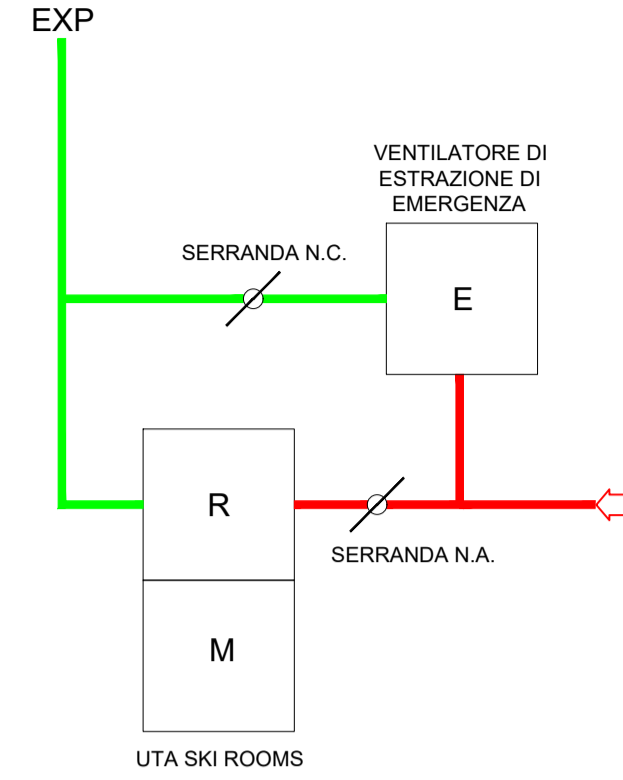 EXP
VENTILATORE DI
ESTRAZIONE DI
EMERGENZA
SERRANDA N.C.
E
R
SERRANDA N.A.
M
UTA SKI ROOMS